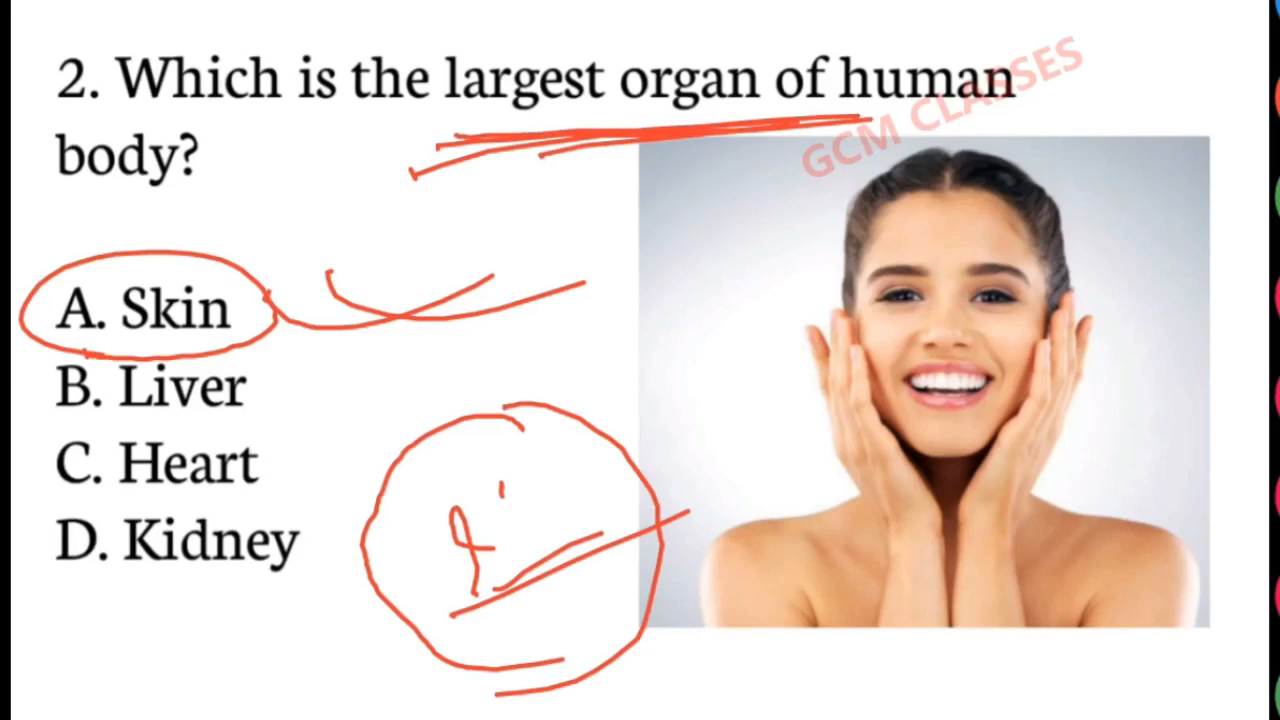 2. Which is the largest organ of human
body?
GCM CLASSES
A. Skin
B. Liver
C. Heart
D. Kidney